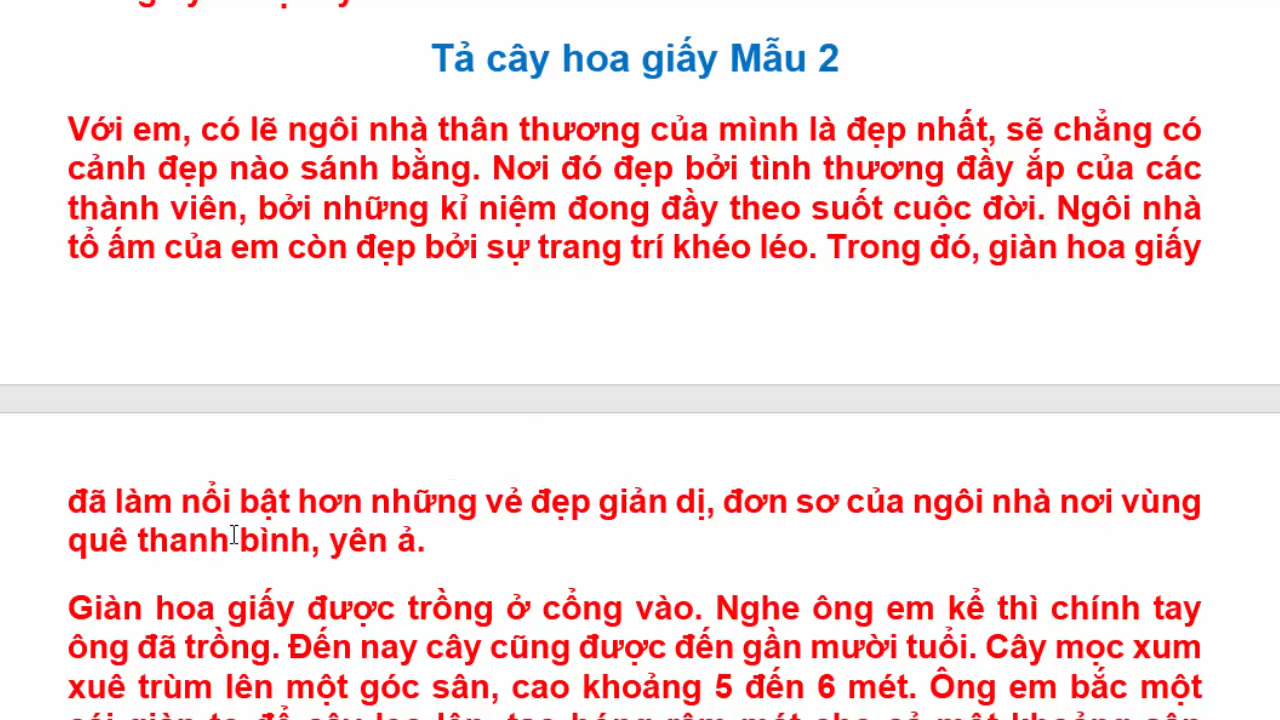 Tả cây hoa giấy Mẫu 2
Với em, có lẽ ngôi nhà thân thương của mình là đẹp nhất, sẽ chẳng có
cảnh đẹp nào sánh bằng. Nơi đó đẹp bởi tình thương đầy ắp của các
thành viên, bởi những kỉ niệm đong đầy theo suốt cuộc đời. Ngôi nhà
tổ ấm của em còn đẹp bởi sự trang trí khéo léo. Trong đó, giàn hoa giấy
đã làm nổi bật hơn những vẻ đẹp giản dị, đơn sơ của ngôi nhà nơi vùng
quê thanh bình, yên ả.
Giàn hoa giấy được trồng ở cổng vào. Nghe ông em kể thì chính tay
ông đã trồng. Đến nay cây cũng được đến gần mười tuổi. Cây mọc xum
xuê trùm lên một góc sân, cao khoảng 5 đến 6 mét. Ông em bắc một